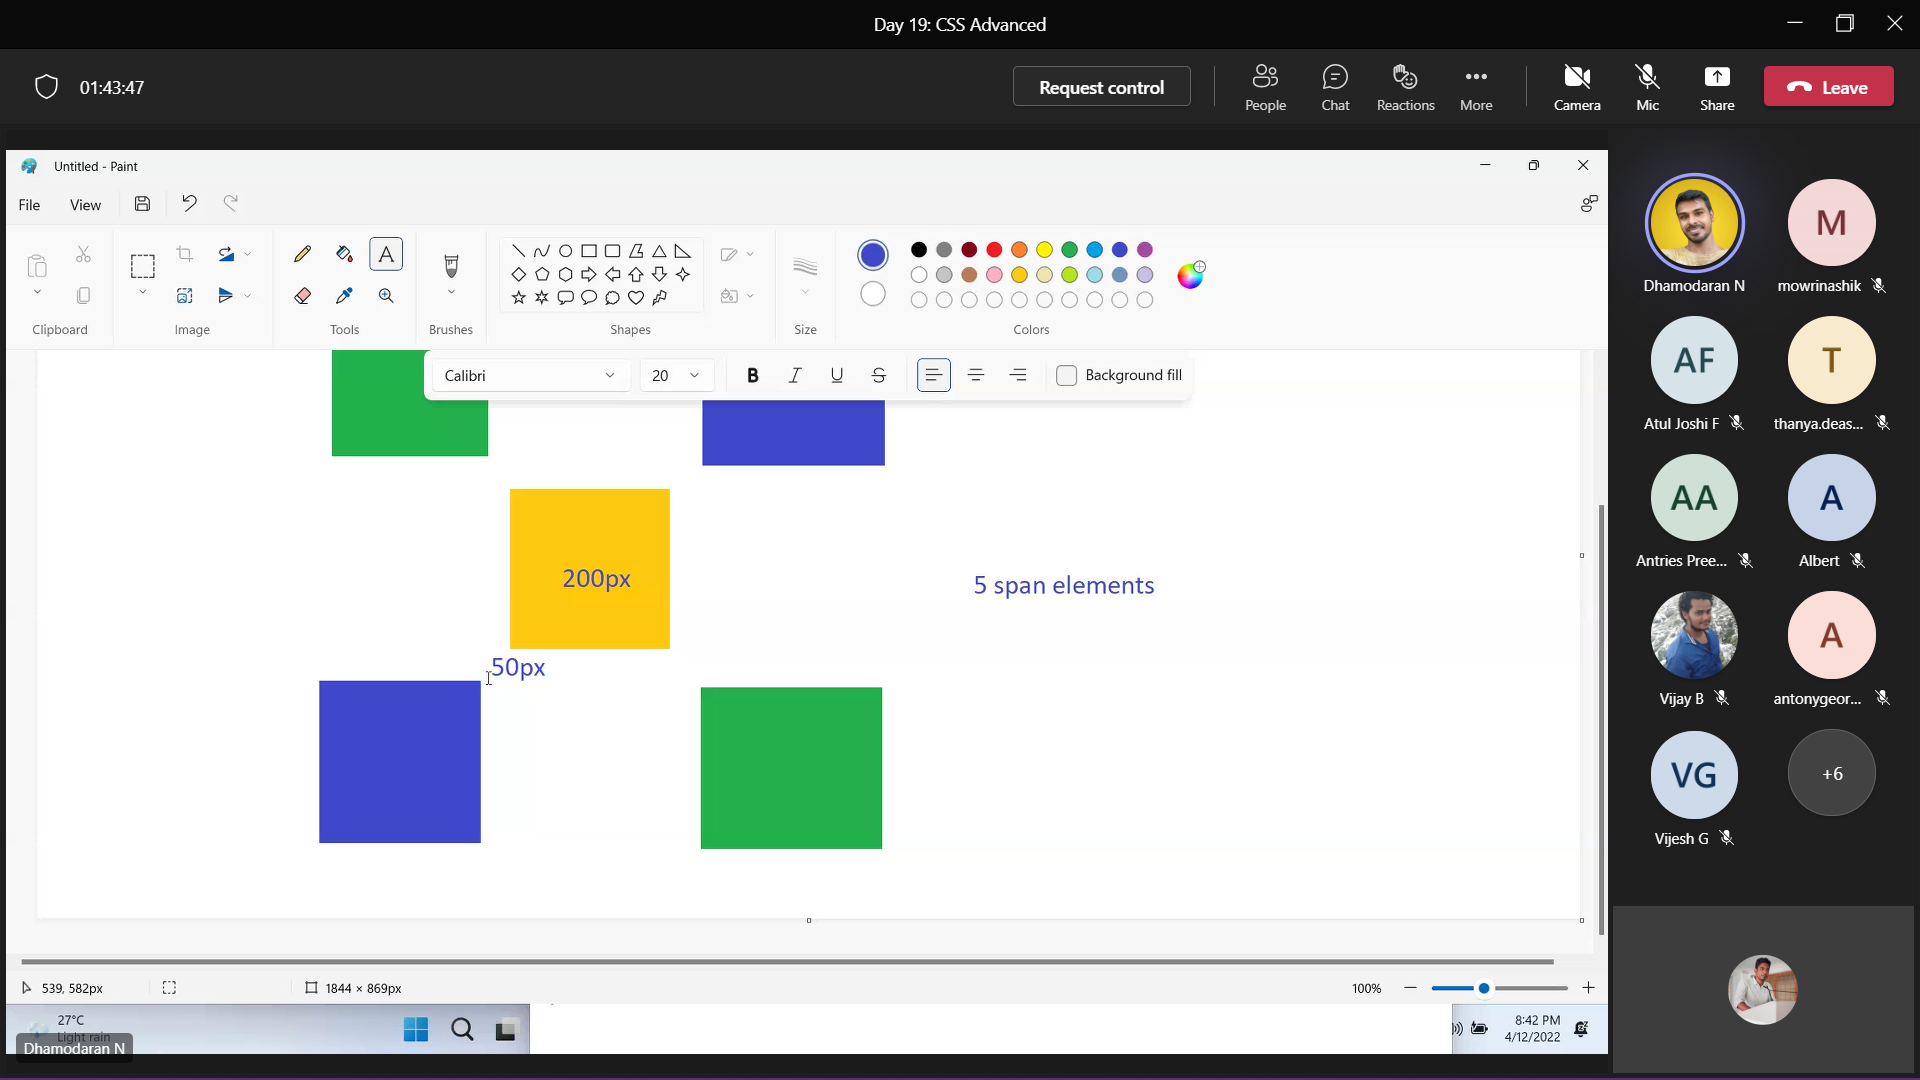 Day 19: CSS Advanced
01:43:47
Request control
People
Chat
Reactions
More
Camera
Mic
Share
Leave
Untitled - Paint
File
View
Clipboard
Image
Tools
Brushes
Shapes
Size
Colors
Calibri
20
B
I
U
S
Background fill
200px
5 span elements
50px
539, 582px
1844 × 869px
100%
27°C
Light rain
Dhamodaran N
8:42 PM
4/12/2022
Dhamodaran N
M
mowrinashik
AF
Atul Joshi F
T
thanya.deas...
AA
Antries Pree...
A
Albert
Vijay B
A
antonygeor...
VG
Vijesh G
+6